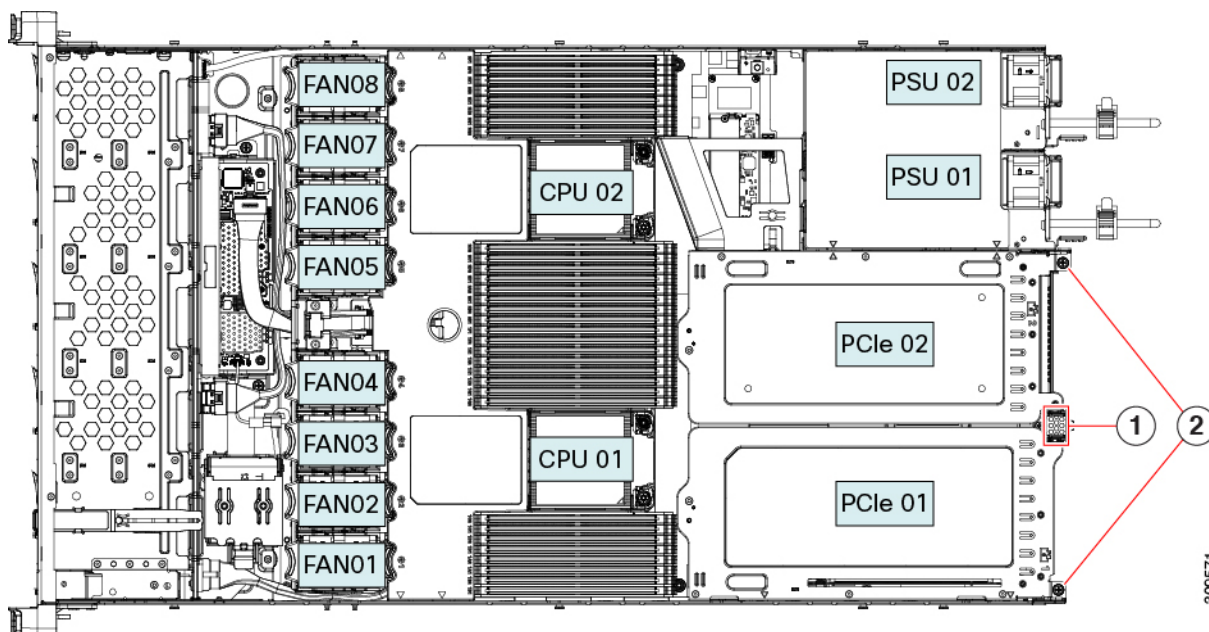 FAN08
PSU 02
FAN07
PSU 01
CPU 02
FAN06
FAN05
PCIe 02
FAN04
1
2
FAN03
CPU 01
FAN02
PCIe 01
FAN01